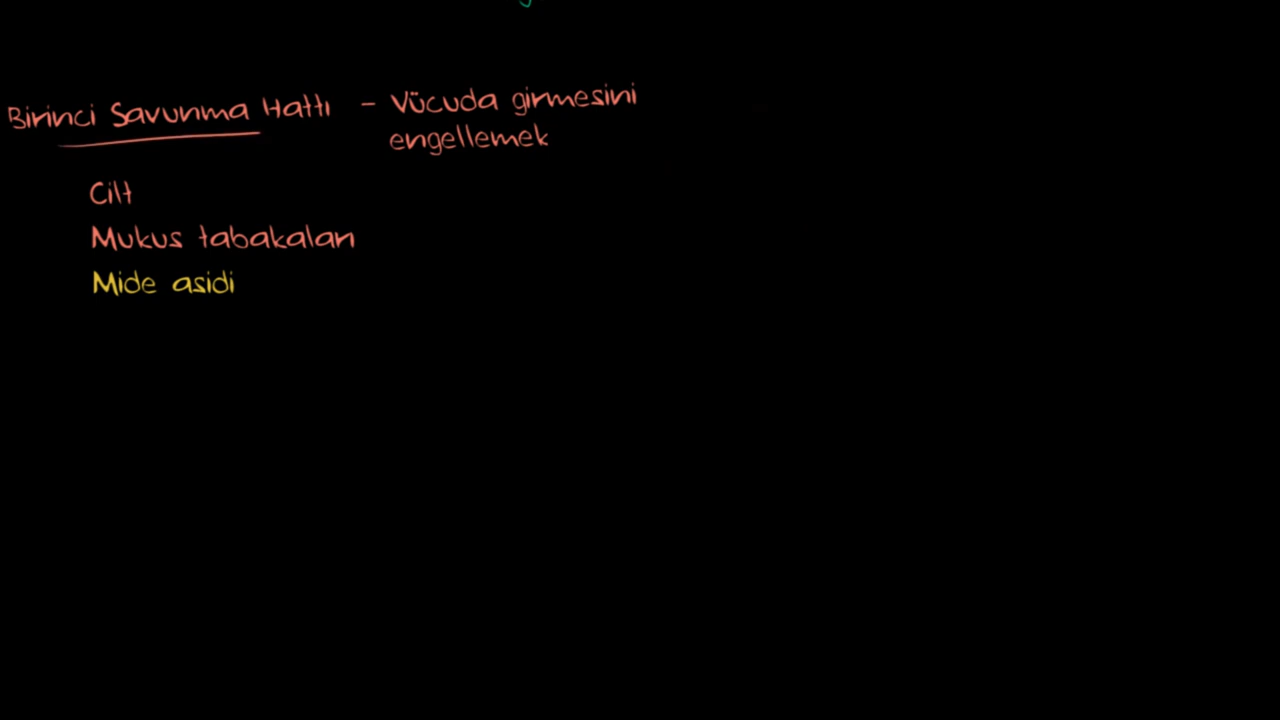 Birinci Savunma Hattı - Vücuda girmesini
engellemek
Cilt
Mukus tabakaları
Mide asidi